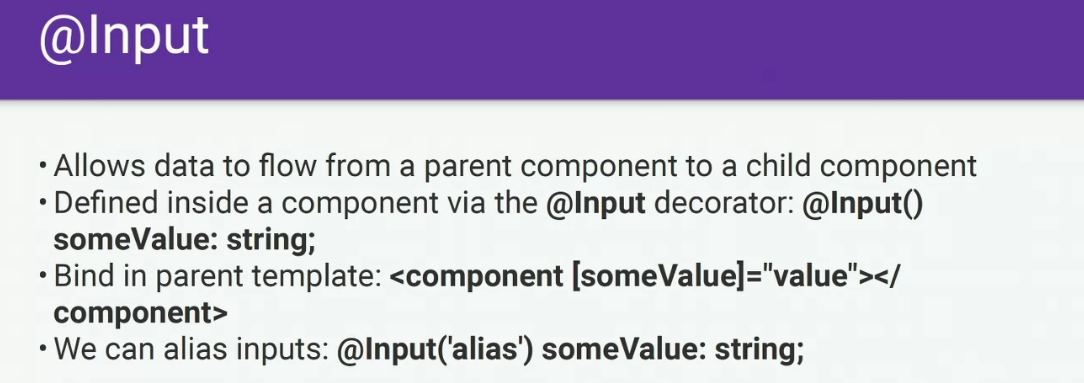 @Input
• Allows data to flow from a parent component to a child component
• Defined inside a component via the @Input decorator: @Input()
someValue: string;
• Bind in parent template: <component [someValue]="value"></
component>
• We can alias inputs: @Input('alias') someValue: string;